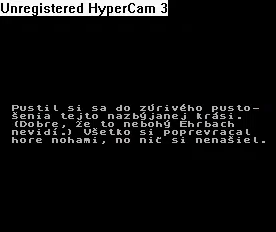 Unregistered HyperCam 3
Pustil si sa do zúrivého pusto-
šenia tejto nazbýjanej krási.
(Dobre, že to nebohý Ehrbach
nevidí.) Všetko si poprevracal
hore nohami, no nič si nenašiel.